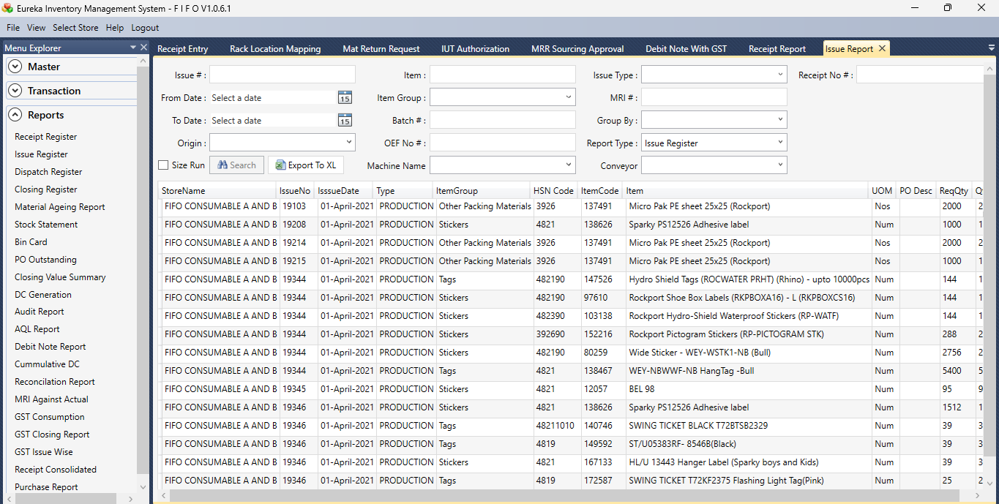 Eureka Inventory Management System - F I F O V1.0.6.1
File View Select Store Help Logout
Menu Explorer
Receipt Entry Rack Location Mapping Mat Return Request IUT Authorization MRR Sourcing Approval Debit Note With GST Receipt Report Issue Report
Master
Transaction
Reports
Receipt Register
Issue Register
Dispatch Register
Closing Register
Material Ageing Report
Stock Statement
Bin Card
PO Outstanding
Closing Value Summary
DC Generation
Audit Report
AQL Report
Debit Note Report
Cummulative DC
Reconcilation Report
MRI Against Actual
GST Consumption
GST Closing Report
GST Issue Wise
Receipt Consolidated
Purchase Report
Issue # : Item : Issue Type : Receipt No # :
From Date : Select a date 15 Item Group : MRI # :
To Date : Select a date 15 Batch # : Group By :
Origin : OEF No # : Report Type : Issue Register
Size Run Search Export To XL Machine Name Conveyor
StoreName IssueNo IsssueDate Type ItemGroup HSN Code ItemCode Item UOM PO Desc ReqQty
FIFO CONSUMABLE A AND B 19103 01-April-2021 PRODUCTION Other Packing Materials 3926 137491 Micro Pak PE sheet 25x25 (Rockport) Nos 2000
FIFO CONSUMABLE A AND B 19208 01-April-2021 PRODUCTION Stickers 4821 138626 Sparky PS12526 Adhesive label Num 1000
FIFO CONSUMABLE A AND B 19214 01-April-2021 PRODUCTION Other Packing Materials 3926 137491 Micro Pak PE sheet 25x25 (Rockport) Nos 2000
FIFO CONSUMABLE A AND B 19215 01-April-2021 PRODUCTION Other Packing Materials 3926 137491 Micro Pak PE sheet 25x25 (Rockport) Nos 1000
FIFO CONSUMABLE A AND B 19344 01-April-2021 PRODUCTION Tags 482190 147526 Hydro Shield Tags (ROCWATER PRHT) (Rhino) - upto 10000pcs Num 144
FIFO CONSUMABLE A AND B 19344 01-April-2021 PRODUCTION Stickers 482190 97610 Rockport Shoe Box Labels (RKPBOXA16) - L (RKPBOXCS16) Num 144
FIFO CONSUMABLE A AND B 19344 01-April-2021 PRODUCTION Stickers 482390 103138 Rockport Hydro-Shield Waterproof Stickers (RP-WATF) Num 144
FIFO CONSUMABLE A AND B 19344 01-April-2021 PRODUCTION Stickers 392690 152216 Rockport Pictogram Stickers (RP-PICTOGRAM STK) Num 288
FIFO CONSUMABLE A AND B 19344 01-April-2021 PRODUCTION Stickers 482190 80259 Wide Sticker - WEY-WSTK1-NB (Bull) Num 2756
FIFO CONSUMABLE A AND B 19344 01-April-2021 PRODUCTION Tags 4821 138467 WEY-NBWWF-NB HangTag -Bull Num 5400
FIFO CONSUMABLE A AND B 19345 01-April-2021 PRODUCTION Stickers 4821 12057 BEL 98 Num 95
FIFO CONSUMABLE A AND B 19346 01-April-2021 PRODUCTION Stickers 4821 138626 Sparky PS12526 Adhesive label Num 1512
FIFO CONSUMABLE A AND B 19346 01-April-2021 PRODUCTION Tags 48211010 140746 SWING TICKET BLACK T72BTSB2329 Num 39
FIFO CONSUMABLE A AND B 19346 01-April-2021 PRODUCTION Tags 4819 149592 ST/U05383RF- 8546B(Black) Num 39
FIFO CONSUMABLE A AND B 19346 01-April-2021 PRODUCTION Stickers 4821 167133 HL/U 13443 Hanger Label (Sparky boys and Kids) Num 39
FIFO CONSUMABLE A AND B 19346 01-April-2021 PRODUCTION Tags 4819 172587 SWING TICKET T72KF2375 Flashing Light Tag(Pink) Num 25